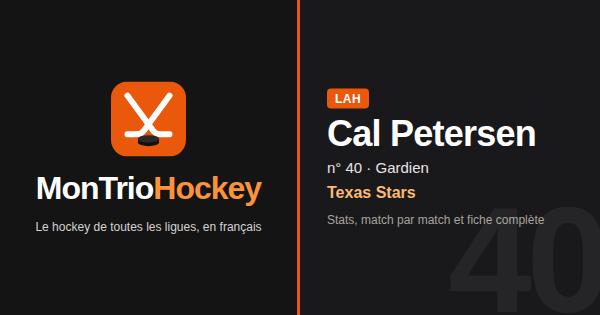 MonTrioHockey
Le hockey de toutes les ligues, en français
LAH
Cal Petersen
n° 40 · Gardien
Texas Stars
Stats, match par match et fiche complète
40